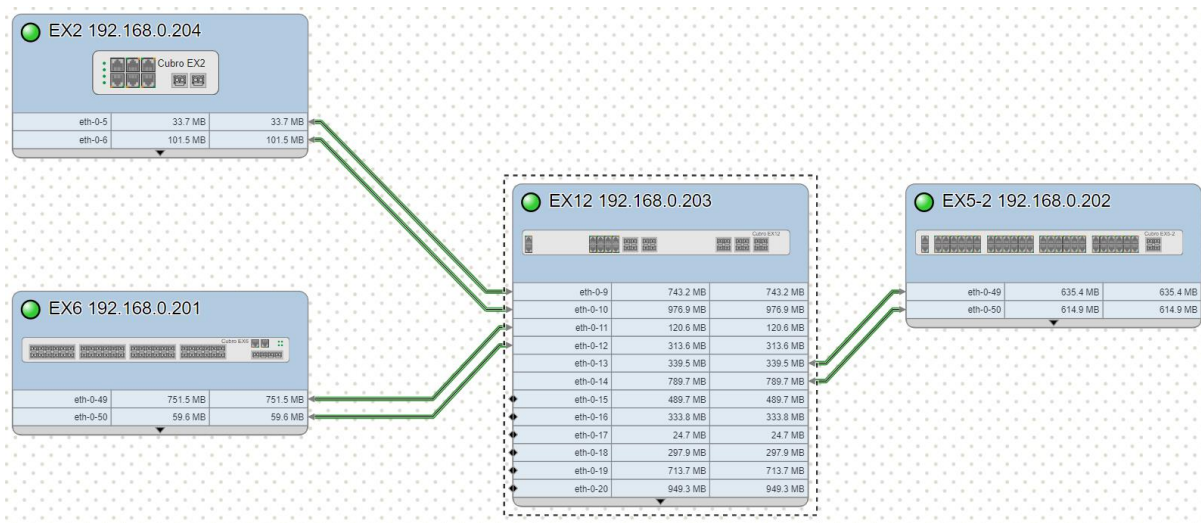 EX2 192.168.0.204
Cubro EX2
eth-0-5 33.7 MB 33.7 MB
eth-0-6 101.5 MB 101.5 MB
EX6 192.168.0.201
Cubro EX6
eth-0-49 751.5 MB 751.5 MB
eth-0-50 59.6 MB 59.6 MB
EX12 192.168.0.203
Cubro EX12
eth-0-9 743.2 MB 743.2 MB
eth-0-10 976.9 MB 976.9 MB
eth-0-11 120.6 MB 120.6 MB
eth-0-12 313.6 MB 313.6 MB
eth-0-13 339.5 MB 339.5 MB
eth-0-14 789.7 MB 789.7 MB
eth-0-15 489.7 MB 489.7 MB
eth-0-16 333.8 MB 333.8 MB
eth-0-17 24.7 MB 24.7 MB
eth-0-18 297.9 MB 297.9 MB
eth-0-19 713.7 MB 713.7 MB
eth-0-20 949.3 MB 949.3 MB
EX5-2 192.168.0.202
Cubro EX5-2
eth-0-49 635.4 MB 635.4 MB
eth-0-50 614.9 MB 614.9 MB